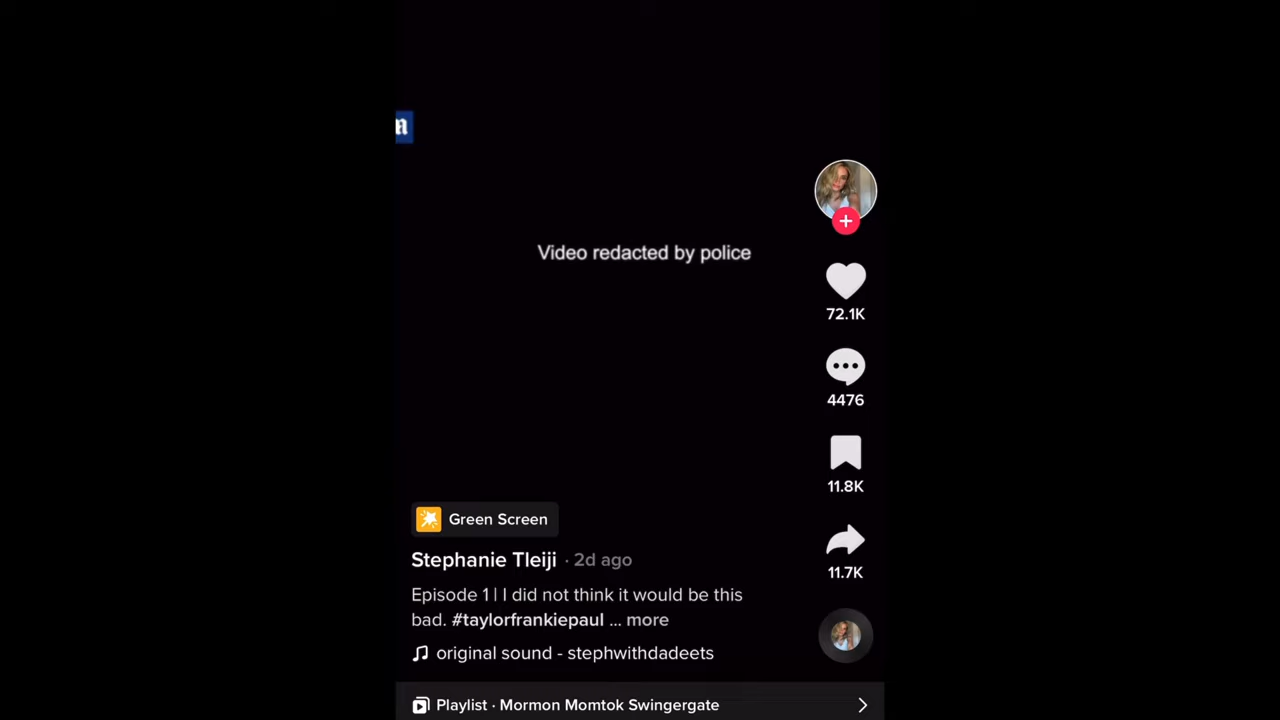 Video redacted by police
72.1K
4476
11.8K
11.7K
Green Screen
Stephanie Tleiji · 2d ago
Episode 1 | I did not think it would be this
bad. #taylorfrankiepaul ... more
original sound - stephwithdadeets
Playlist · Mormon Momtok Swingergate